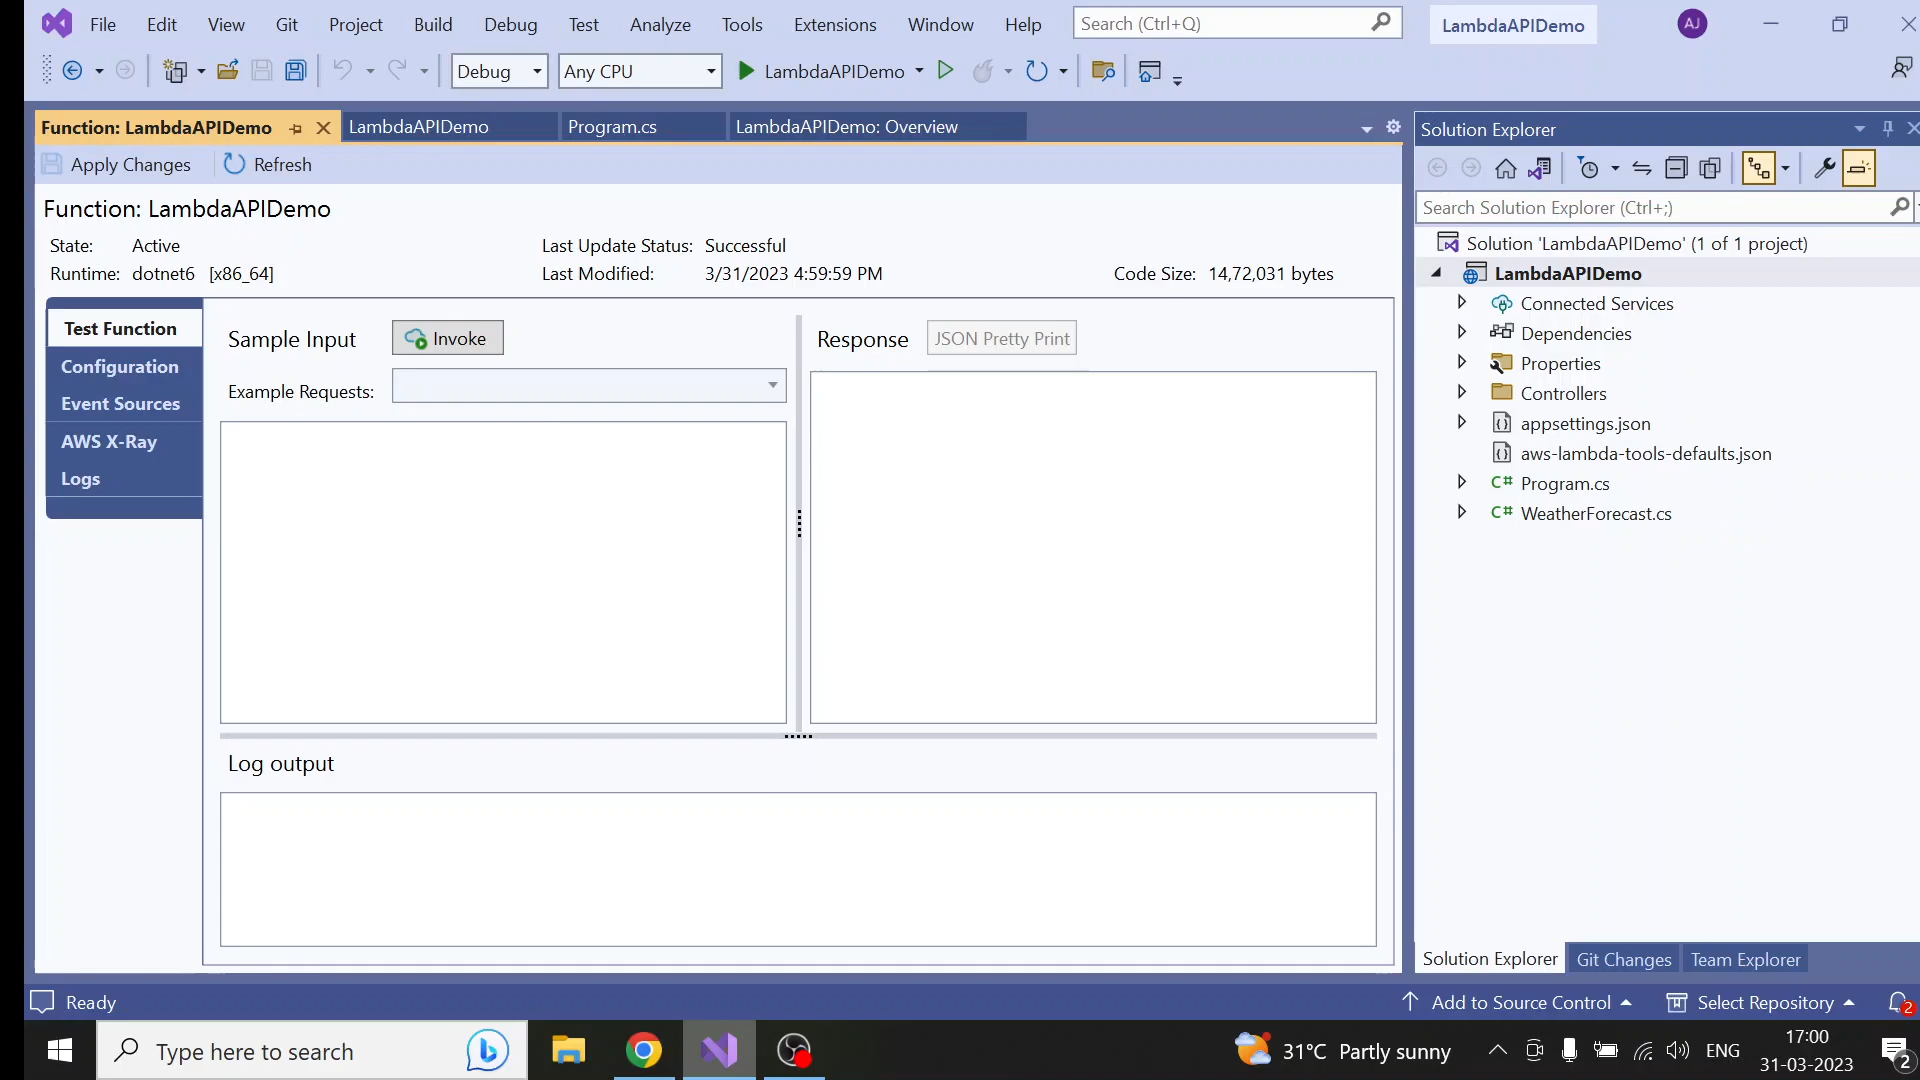 File Edit View Git Project Build Debug Test Analyze Tools Extensions Window Help Search (Ctrl+Q) LambdaAPIDemo AJ
Debug Any CPU LambdaAPIDemo
Function: LambdaAPIDemo LambdaAPIDemo Program.cs LambdaAPIDemo: Overview
Apply Changes Refresh
Function: LambdaAPIDemo
State: Active Last Update Status: Successful
Runtime: dotnet6 [x86_64] Last Modified: 3/31/2023 4:59:59 PM Code Size: 14,72,031 bytes
Test Function
Configuration
Event Sources
AWS X-Ray
Logs
Sample Input Invoke
Example Requests:
Response JSON Pretty Print
Log output
Solution Explorer
Search Solution Explorer (Ctrl+;)
Solution 'LambdaAPIDemo' (1 of 1 project)
LambdaAPIDemo
Connected Services
Dependencies
Properties
Controllers
appsettings.json
aws-lambda-tools-defaults.json
C# Program.cs
C# WeatherForecast.cs
Solution Explorer Git Changes Team Explorer
Ready Add to Source Control Select Repository 2
Type here to search 31°C Partly sunny ENG 17:00
31-03-2023 2